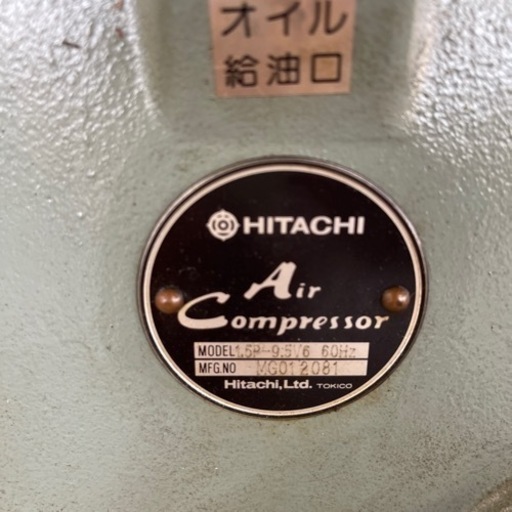 オイル
給油口
HITACHI
Air
Compressor
MODEL 1.5P-9.5V6 60Hz
MFG.NO MG012081
Hitachi,Ltd. TOKICO